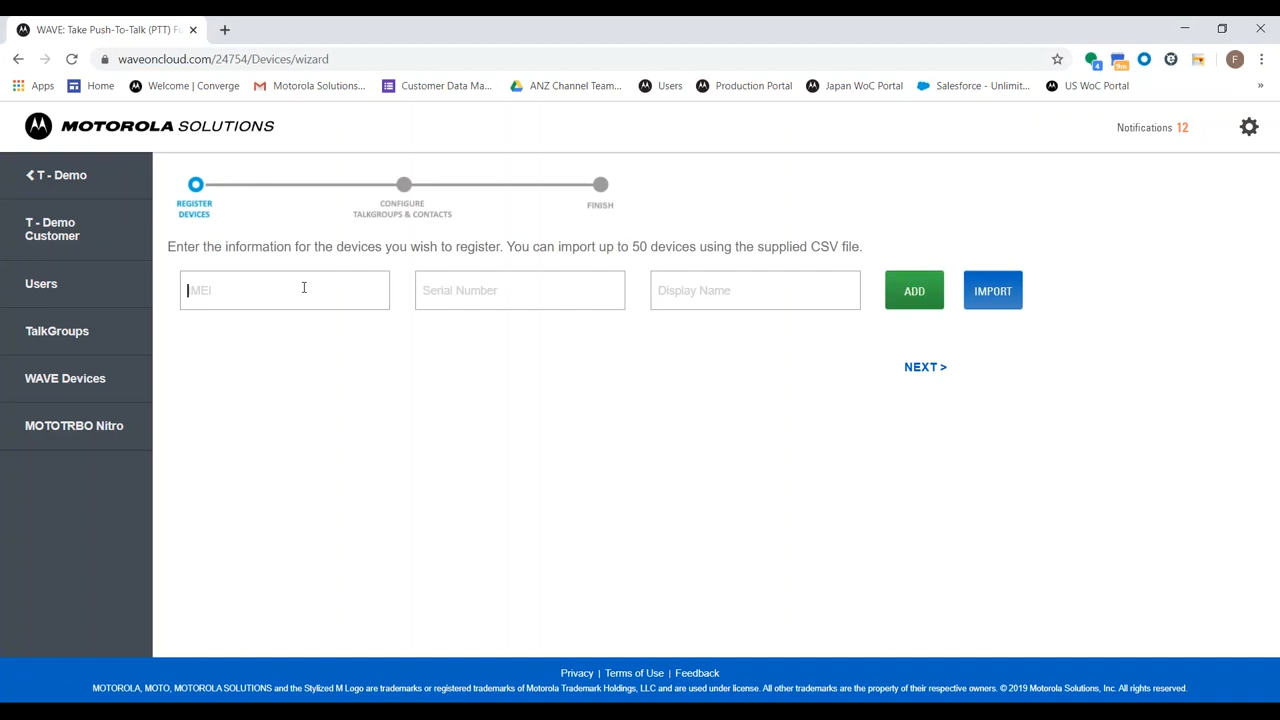 WAVE: Take Push-To-Talk (PTT) Fu
waveoncloud.com/24754/Devices/wizard
4
9m
F
Apps
Home
Welcome | Converge
Motorola Solutions...
Customer Data Ma...
ANZ Channel Team...
Users
Production Portal
Japan WoC Portal
Salesforce - Unlimit...
US WoC Portal
»
MOTOROLA SOLUTIONS
Notifications 12
T - Demo
T - Demo
Customer
Users
TalkGroups
WAVE Devices
MOTOTRBO Nitro
REGISTER
DEVICES
CONFIGURE
TALKGROUPS & CONTACTS
FINISH
Enter the information for the devices you wish to register. You can import up to 50 devices using the supplied CSV file.
IMEI
Serial Number
Display Name
ADD
IMPORT
NEXT >
Privacy | Terms of Use | Feedback
MOTOROLA, MOTO, MOTOROLA SOLUTIONS and the Stylized M Logo are trademarks or registered trademarks of Motorola Trademark Holdings, LLC and are used under license. All other trademarks are the property of their respective owners. © 2019 Motorola Solutions, Inc. All rights reserved.